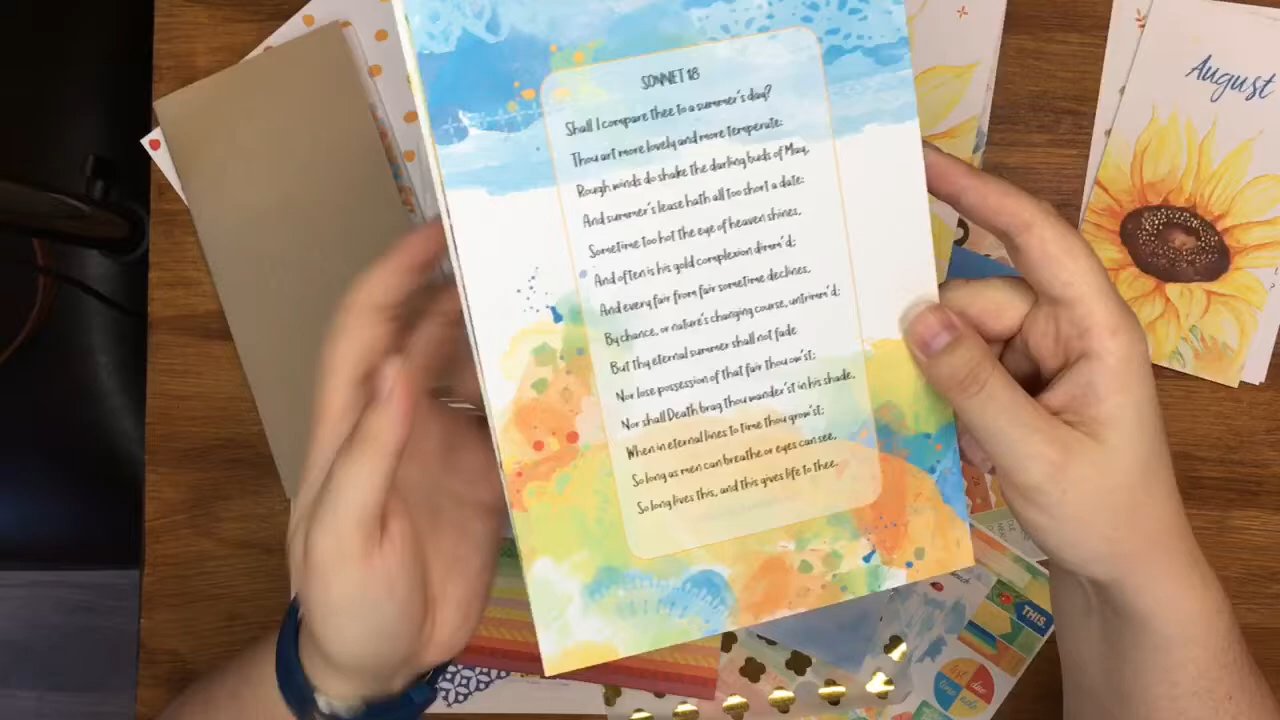 SONNET 18
Shall I compare thee to a summer's day?
Thou art more lovely and more temperate:
Rough winds do shake the darling buds of May,
And summer's lease hath all too short a date:
Sometime too hot the eye of heaven shines,
And often is his gold complexion dimm'd;
And every fair from fair sometime declines,
By chance, or nature's changing course, untrimm'd;
But thy eternal summer shall not fade
Nor lose possession of that fair thou ow'st;
Nor shall Death brag thou wander'st in his shade,
When in eternal lines to time thou grow'st;
So long as men can breathe or eyes can see,
So long lives this, and this gives life to thee.
August
THIS.